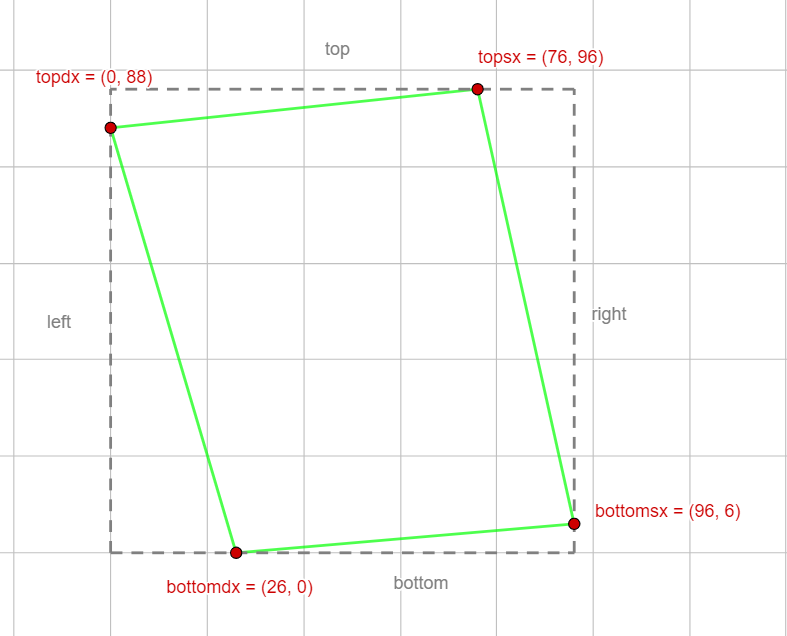 top
topsx = (76, 96)
topdx = (0, 88)
left
right
bottomsx = (96, 6)
bottomdx = (26, 0)
bottom